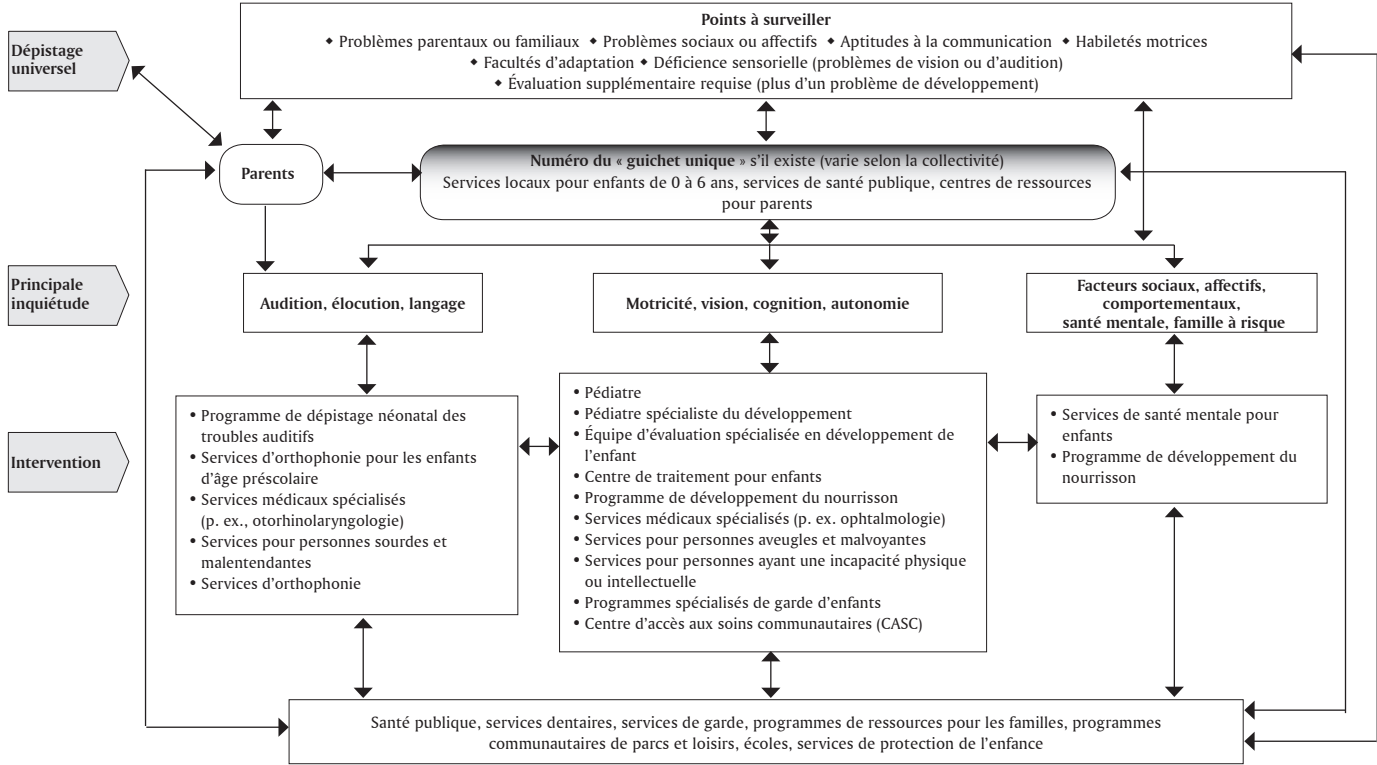 Dépistage
universel
Points à surveiller
◆ Problèmes parentaux ou familiaux ◆ Problèmes sociaux ou affectifs ◆ Aptitudes à la communication ◆ Habiletés motrices
◆ Facultés d'adaptation ◆ Déficience sensorielle (problèmes de vision ou d'audition)
◆ Évaluation supplémentaire requise (plus d'un problème de développement)
Parents
Numéro du « guichet unique » s'il existe (varie selon la collectivité)
Services locaux pour enfants de 0 à 6 ans, services de santé publique, centres de ressources
pour parents
Principale
inquiétude
Audition, élocution, langage
Motricité, vision, cognition, autonomie
Facteurs sociaux, affectifs,
comportementaux,
santé mentale, famille à risque
Intervention
• Programme de dépistage néonatal des
troubles auditifs
• Services d'orthophonie pour les enfants
d'âge préscolaire
• Services médicaux spécialisés
(p. ex., otorhinolaryngologie)
• Services pour personnes sourdes et
malentendantes
• Services d'orthophonie
• Pédiatre
• Pédiatre spécialiste du développement
• Équipe d'évaluation spécialisée en développement de
l'enfant
• Centre de traitement pour enfants
• Programme de développement du nourrisson
• Services médicaux spécialisés (p. ex. ophtalmologie)
• Services pour personnes aveugles et malvoyantes
• Services pour personnes ayant une incapacité physique
ou intellectuelle
• Programmes spécialisés de garde d'enfants
• Centre d'accès aux soins communautaires (CASC)
• Services de santé mentale pour
enfants
• Programme de développement du
nourrisson
Santé publique, services dentaires, services de garde, programmes de ressources pour les familles, programmes
communautaires de parcs et loisirs, écoles, services de protection de l'enfance